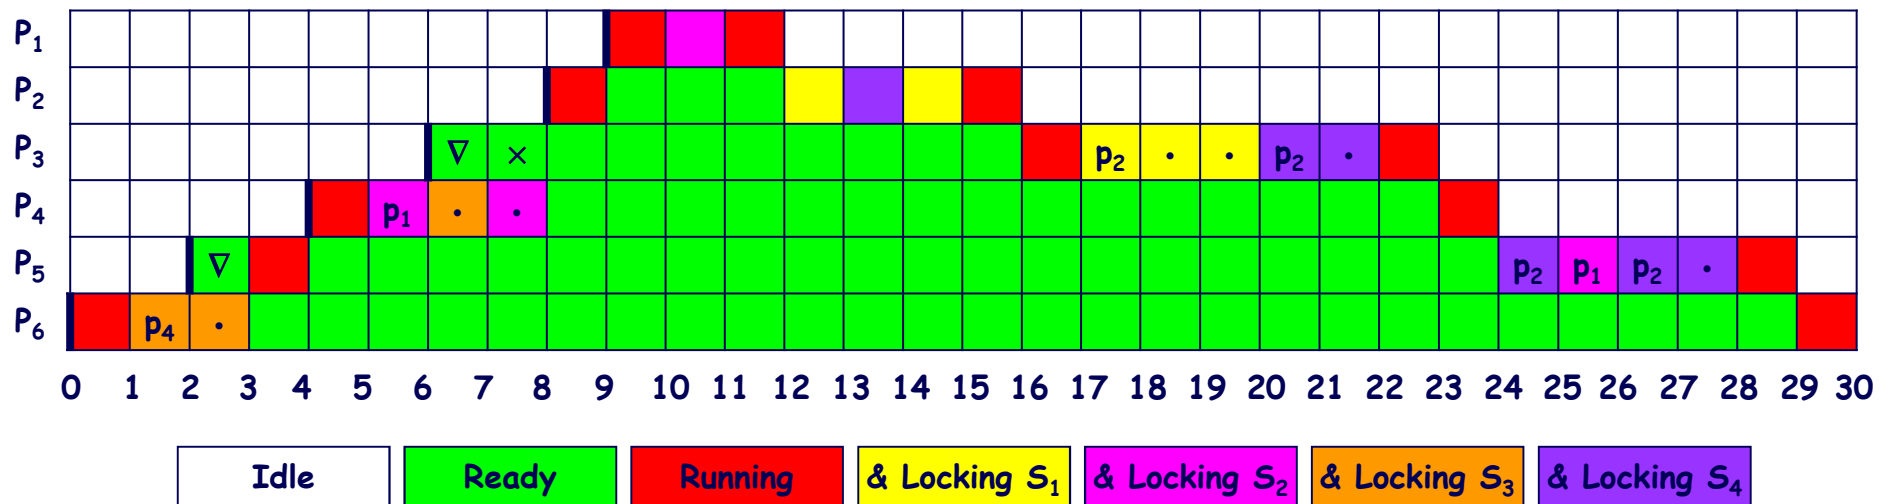 P₁
P₂
P₃ ∇ × p₂ · · p₂ ·
P₄ p₁ · ·
P₅ ∇ p₂ p₁ p₂ ·
P₆ p₄ ·
0 1 2 3 4 5 6 7 8 9 10 11 12 13 14 15 16 17 18 19 20 21 22 23 24 25 26 27 28 29 30
Idle Ready Running & Locking S₁ & Locking S₂ & Locking S₃ & Locking S₄